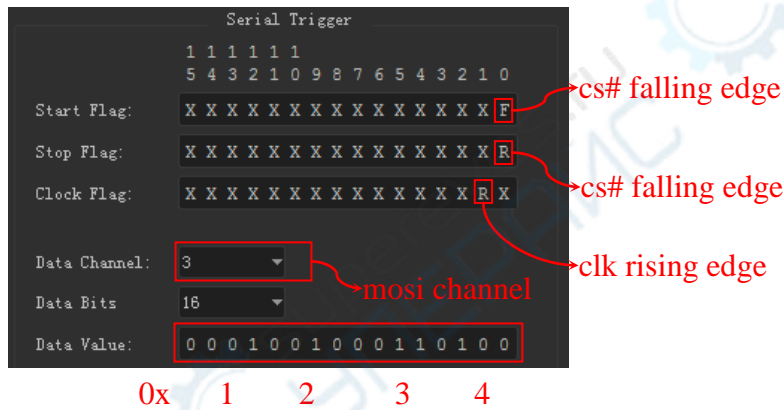 Serial Trigger
1 1 1 1 1 1
5 4 3 2 1 0 9 8 7 6 5 4 3 2 1 0
Start Flag: X X X X X X X X X X X X X X X F
cs# falling edge
Stop Flag: X X X X X X X X X X X X X X X R
cs# falling edge
Clock Flag: X X X X X X X X X X X X X X R X
clk rising edge
Data Channel: 3
mosi channel
Data Bits 16
Data Value: 0 0 0 1 0 0 1 0 0 0 1 1 0 1 0 0
0x 1 2 3 4